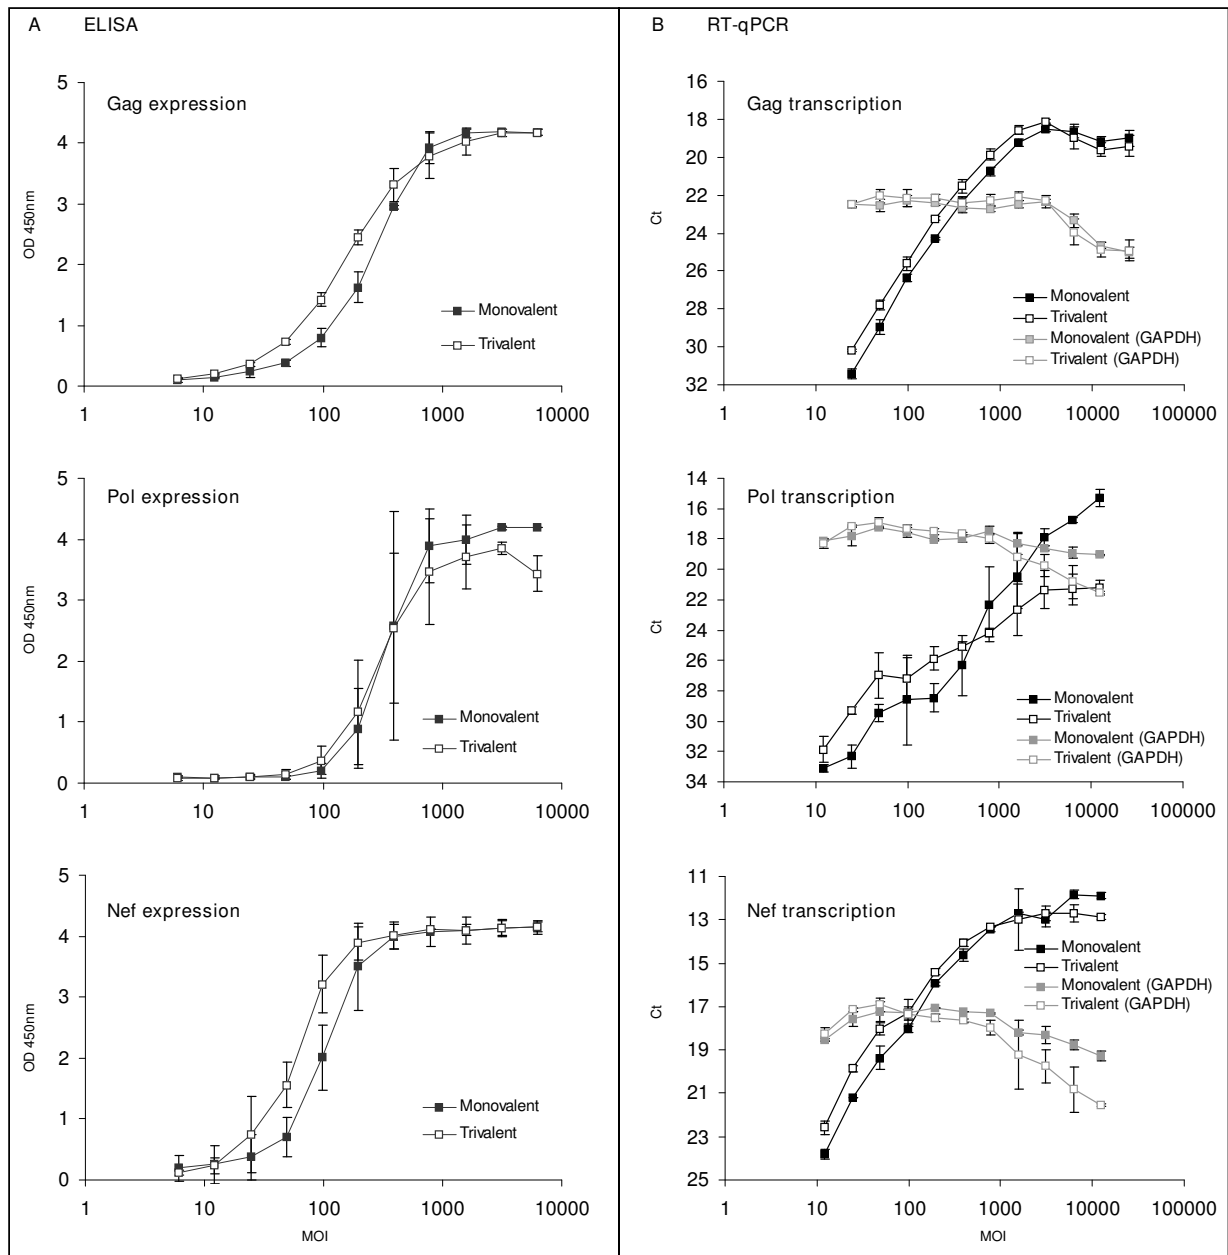 A ELISA
Gag expression
5
4
3
2
1
0
OD 450nm
Monovalent
Trivalent
1 10 100 1000 10000
Pol expression
5
4
3
2
1
0
OD 450nm
Monovalent
Trivalent
1 10 100 1000 10000
Nef expression
5
4
3
2
1
0
OD 450nm
Monovalent
Trivalent
1 10 100 1000 10000
MOI
B RT-qPCR
Gag transcription
16
18
20
22
24
26
28
30
32
Ct
Monovalent
Trivalent
Monovalent (GAPDH)
Trivalent (GAPDH)
1 10 100 1000 10000 100000
Pol transcription
14
16
18
20
22
24
26
28
30
32
34
Ct
Monovalent
Trivalent
Monovalent (GAPDH)
Trivalent (GAPDH)
1 10 100 1000 10000 100000
Nef transcription
11
13
15
17
19
21
23
25
Ct
Monovalent
Trivalent
Monovalent (GAPDH)
Trivalent (GAPDH)
1 10 100 1000 10000 100000
MOI